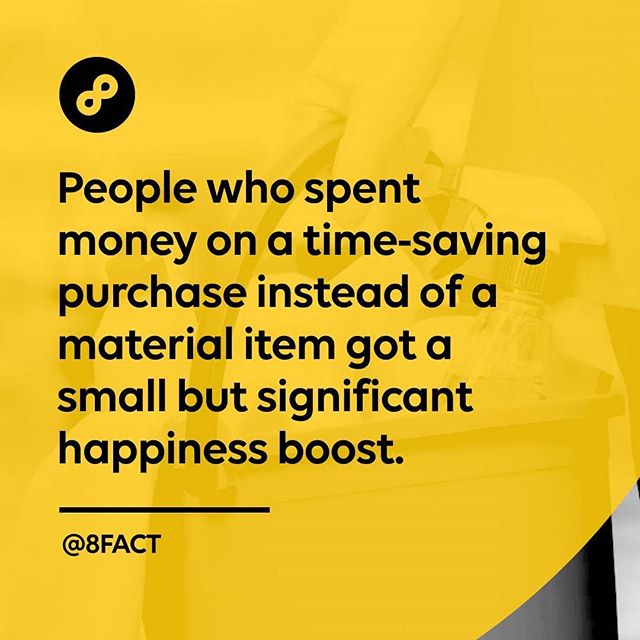 People who spent
money on a time-saving
purchase instead of a
material item got a
small but significant
happiness boost.
@8FACT